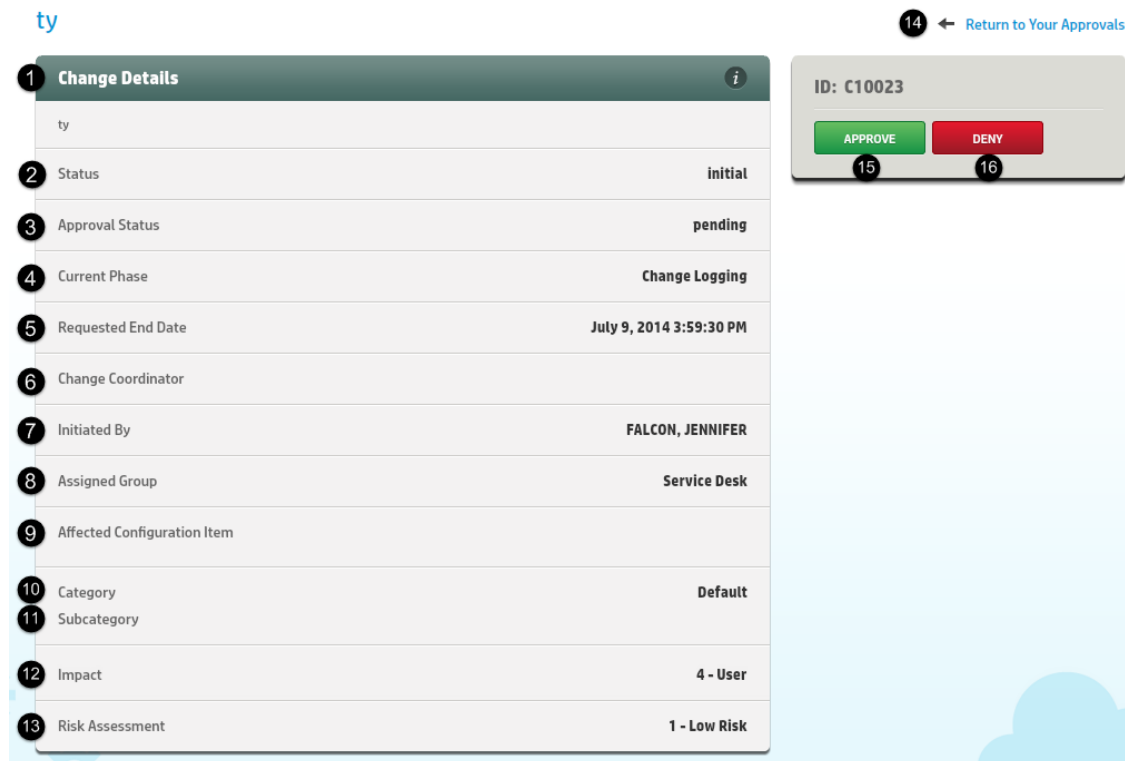 ty
14 Return to Your Approvals
1 Change Details i
ty
2 Status initial
3 Approval Status pending
4 Current Phase Change Logging
5 Requested End Date July 9, 2014 3:59:30 PM
6 Change Coordinator
7 Initiated By FALCON, JENNIFER
8 Assigned Group Service Desk
9 Affected Configuration Item
10 Category Default
11 Subcategory
12 Impact 4 - User
13 Risk Assessment 1 - Low Risk
ID: C10023
APPROVE DENY
15 16